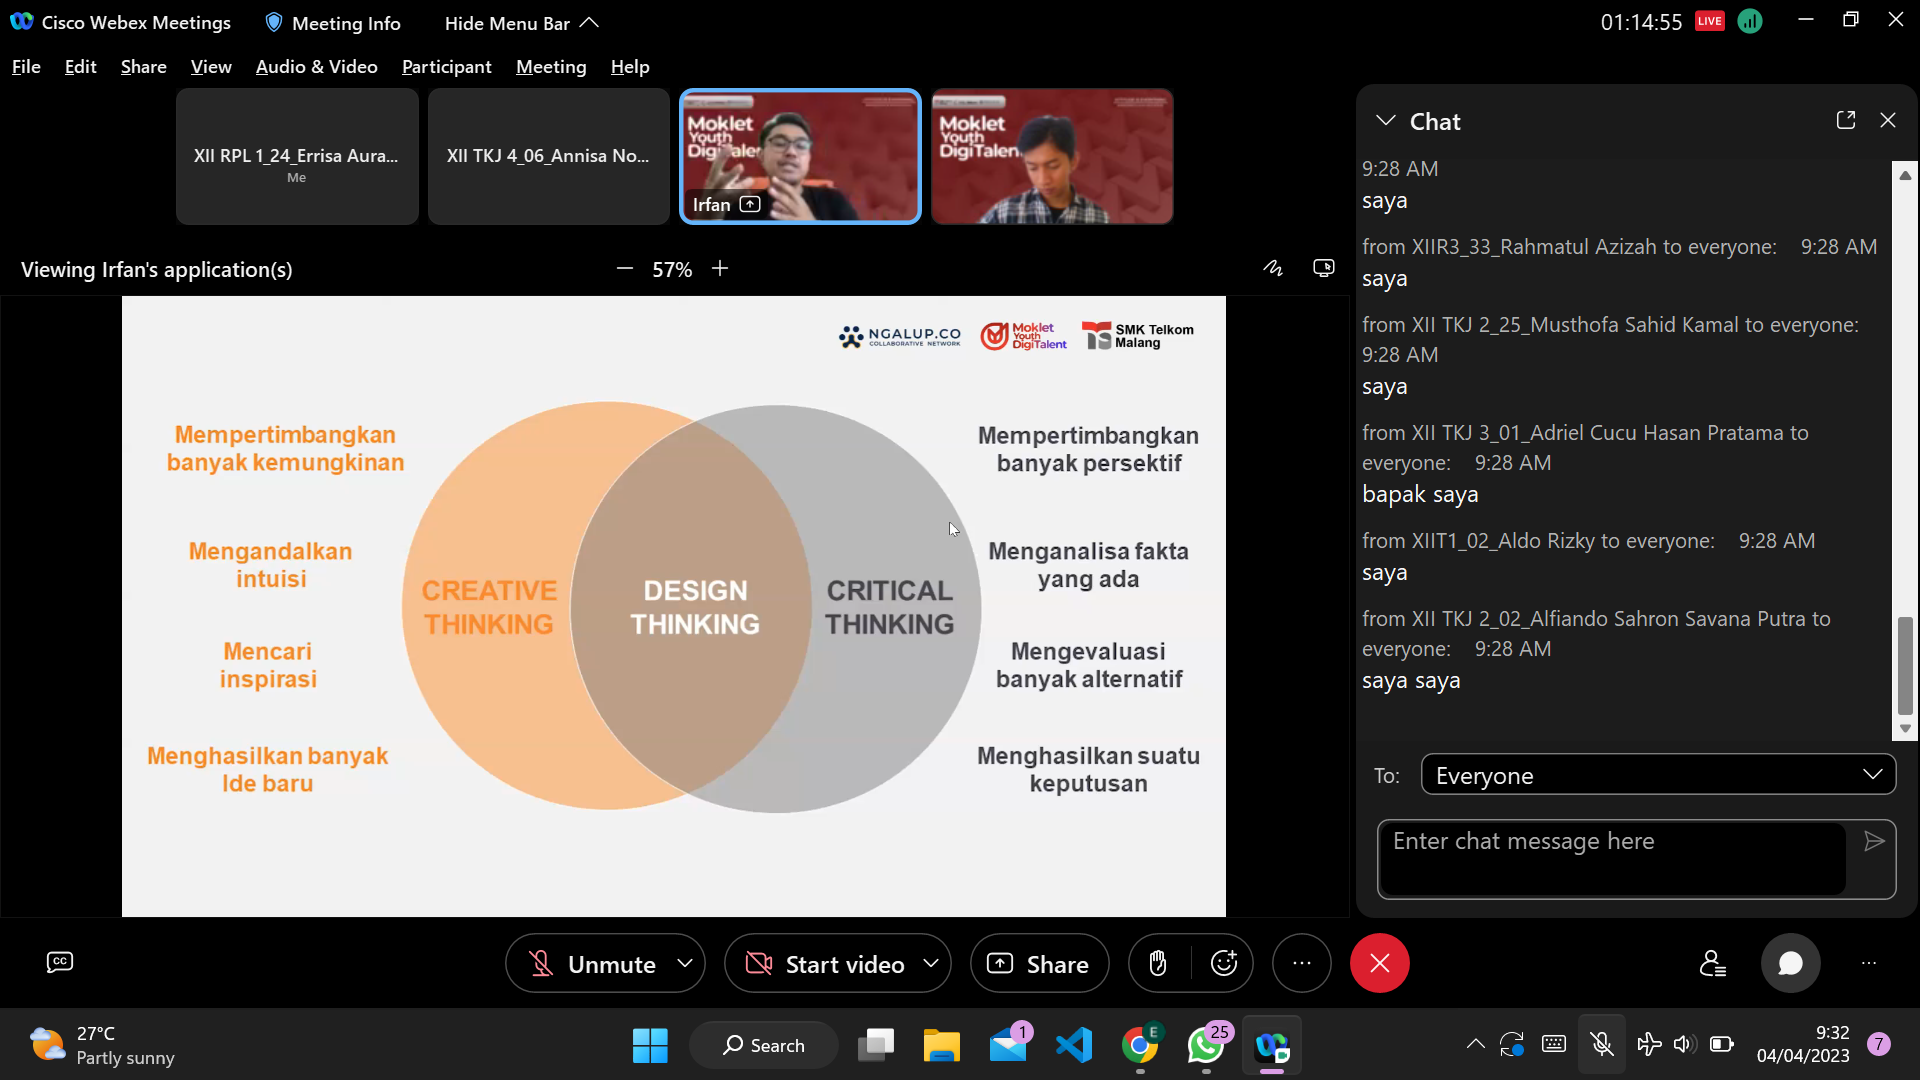 Cisco Webex Meetings
Meeting Info
Hide Menu Bar
01:14:55
LIVE
File
Edit
Share
View
Audio & Video
Participant
Meeting
Help
XII RPL 1_24_Errisa Aura...
Me
XII TKJ 4_06_Annisa No...
Moklet
Youth
DigiTalen
Irfan
Moklet
Youth
DigiTalent
Viewing Irfan's application(s)
57%
NGALUP.CO
COLLABORATIVE NETWORK
Moklet
Youth
DigiTalent
SMK Telkom
Malang
Mempertimbangkan
banyak kemungkinan
Mengandalkan
intuisi
Mencari
inspirasi
Menghasilkan banyak
Ide baru
CREATIVE
THINKING
DESIGN
THINKING
CRITICAL
THINKING
Mempertimbangkan
banyak persektif
Menganalisa fakta
yang ada
Mengevaluasi
banyak alternatif
Menghasilkan suatu
keputusan
Chat
9:28 AM
saya
from XIIR3_33_Rahmatul Azizah to everyone: 9:28 AM
saya
from XII TKJ 2_25_Musthofa Sahid Kamal to everyone:
9:28 AM
saya
from XII TKJ 3_01_Adriel Cucu Hasan Pratama to
everyone: 9:28 AM
bapak saya
from XIIT1_02_Aldo Rizky to everyone: 9:28 AM
saya
from XII TKJ 2_02_Alfiando Sahron Savana Putra to
everyone: 9:28 AM
saya saya
To:
Everyone
Enter chat message here
CC
Unmute
Start video
Share
27°C
Partly sunny
Search
1
E
25
9:32
04/04/2023
7